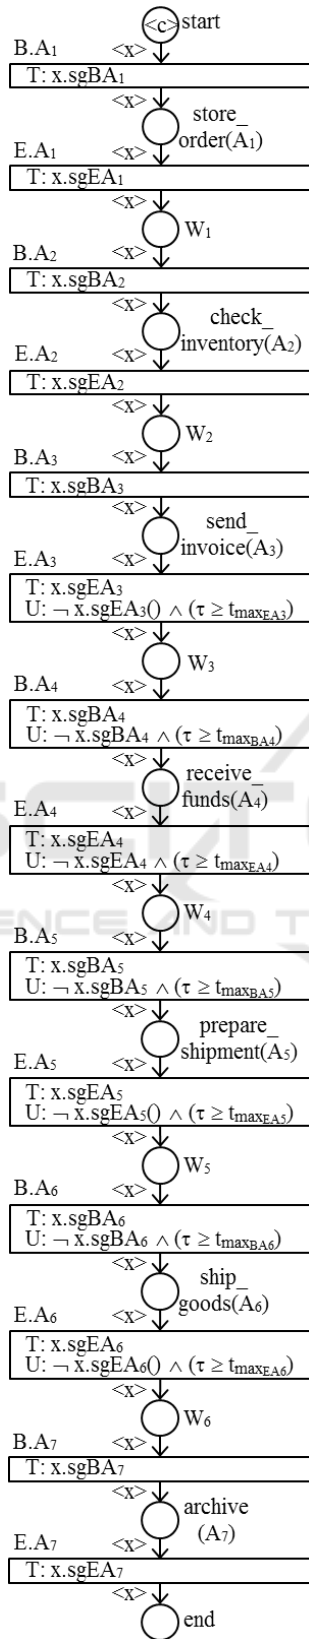 <c> start
B.A₁ <x>
T: x.sgBA₁
<x>
store_
order(A₁)
E.A₁ <x>
T: x.sgEA₁
<x>
W₁
B.A₂ <x>
T: x.sgBA₂
<x>
check_
inventory(A₂)
E.A₂ <x>
T: x.sgEA₂
<x>
W₂
B.A₃ <x>
T: x.sgBA₃
<x>
send_
invoice(A₃)
E.A₃ <x>
T: x.sgEA₃
U: ¬ x.sgEA₃() ∧ (τ ≥ tmaxEA3)
<x>
W₃
B.A₄ <x>
T: x.sgBA₄
U: ¬ x.sgBA₄ ∧ (τ ≥ tmaxBA4)
<x>
receive_
funds(A₄)
E.A₄ <x>
T: x.sgEA₄
U: ¬ x.sgEA₄ ∧ (τ ≥ tmaxEA4)
<x>
W₄
ENCE AND T
B.A₅ <x>
T: x.sgBA₅
U: ¬ x.sgBA₅ ∧ (τ ≥ tmaxBA5)
<x>
prepare_
shipment(A₅)
E.A₅ <x>
T: x.sgEA₅
U: ¬ x.sgEA₅() ∧ (τ ≥ tmaxEA5)
<x>
W₅
B.A₆ <x>
T: x.sgBA₆
U: ¬ x.sgBA₆ ∧ (τ ≥ tmaxBA6)
<x>
ship_
goods(A₆)
E.A₆ <x>
T: x.sgEA₆
U: ¬ x.sgEA₆() ∧ (τ ≥ tmaxEA6)
<x>
W₆
B.A₇ <x>
T: x.sgBA₇
<x>
archive
(A₇)
E.A₇ <x>
T: x.sgEA₇
<x>
end